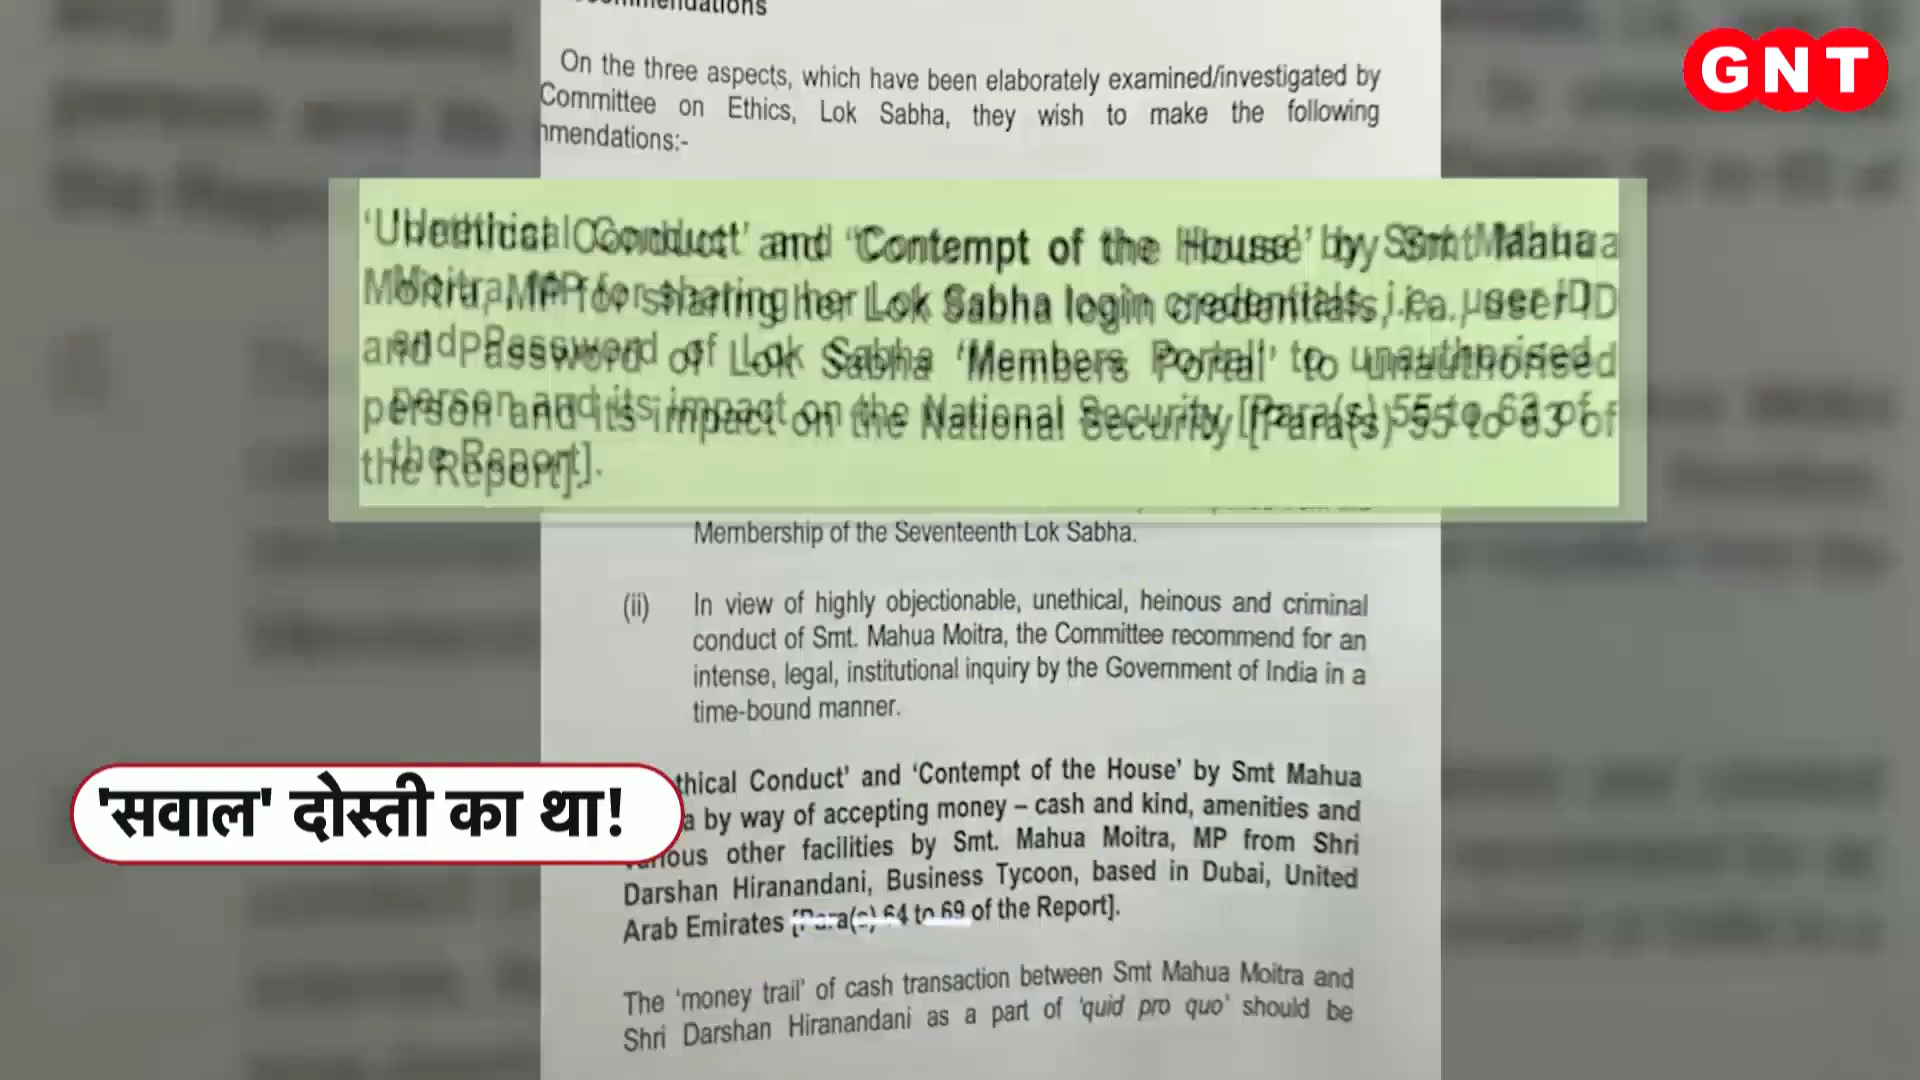 GNT
On the three aspects, which have been elaborately examined/investigated by
Committee on Ethics, Lok Sabha, they wish to make the following
mmendations:-
'Unethical Conduct' and 'Contempt of the House' by Smt Mahua
Moitra, MP for sharing her Lok Sabha login credentials, i.e. user ID
and Password of Lok Sabha 'Members Portal' to unauthorised
person and its impact on the National Security [Para(s) 55 to 63 of
the Report].
Membership of the Seventeenth Lok Sabha.
(ii) In view of highly objectionable, unethical, heinous and criminal
conduct of Smt. Mahua Moitra, the Committee recommend for an
intense, legal, institutional inquiry by the Government of India in a
time-bound manner.
'सवाल' दोस्ती का था!
thical Conduct' and 'Contempt of the House' by Smt Mahua
a by way of accepting money – cash and kind, amenities and
various other facilities by Smt. Mahua Moitra, MP from Shri
Darshan Hiranandani, Business Tycoon, based in Dubai, United
Arab Emirates [Para(s) 64 to 69 of the Report].
The 'money trail' of cash transaction between Smt Mahua Moitra and
Shri Darshan Hiranandani as a part of 'quid pro quo' should be